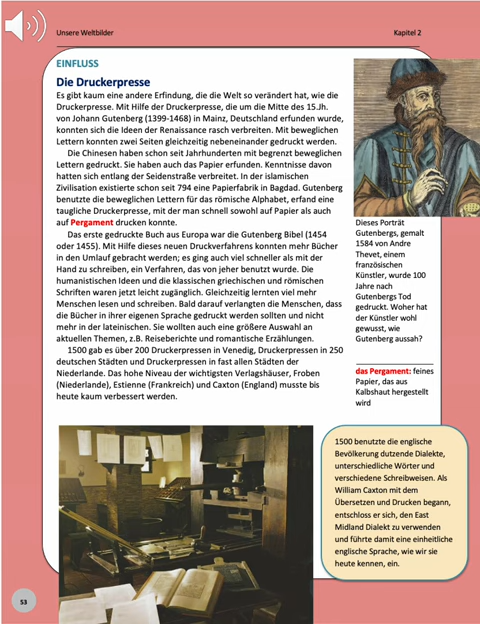 Unsere Weltbilder
Kapitel 2
EINFLUSS
Die Druckerpresse
Es gibt kaum eine andere Erfindung, die die Welt so verändert hat, wie die
Druckerpresse. Mit Hilfe der Druckerpresse, die um die Mitte des 15.Jh.
von Johann Gutenberg (1399-1468) in Mainz, Deutschland erfunden wurde,
konnten sich die Ideen der Renaissance rasch verbreiten. Mit beweglichen
Lettern konnten zwei Seiten gleichzeitig nebeneinander gedruckt werden.
Die Chinesen haben schon seit Jahrhunderten mit begrenzt beweglichen
Lettern gedruckt. Sie haben auch das Papier erfunden. Kenntnisse davon
hatten sich entlang der Seidenstraße verbreitet. In der islamischen
Zivilisation existierte schon seit 794 eine Papierfabrik in Bagdad. Gutenberg
benutzte die beweglichen Lettern für das römische Alphabet, erfand eine
taugliche Druckerpresse, mit der man schnell sowohl auf Papier als auch
auf Pergament drucken konnte.
Das erste gedruckte Buch aus Europa war die Gutenberg Bibel (1454
oder 1455). Mit Hilfe dieses neuen Druckverfahrens konnten mehr Bücher
in den Umlauf gebracht werden; es ging auch viel schneller als mit der
Hand zu schreiben, ein Verfahren, das von jeher benutzt wurde. Die
humanistischen Ideen und die klassischen griechischen und römischen
Schriften waren jetzt leicht zugänglich. Gleichzeitig lernten viel mehr
Menschen lesen und schreiben. Bald darauf verlangten die Menschen, dass
die Bücher in ihrer eigenen Sprache gedruckt werden sollten und nicht
mehr in der lateinischen. Sie wollten auch eine größere Auswahl an
aktuellen Themen, z.B. Reiseberichte und romantische Erzählungen.
1500 gab es über 200 Druckerpressen in Venedig, Druckerpressen in 250
deutschen Städten und Druckerpressen in fast allen Städten der
Niederlande. Das hohe Niveau der wichtigsten Verlagshäuser, Froben
(Niederlande), Estienne (Frankreich) und Caxton (England) musste bis
heute kaum verbessert werden.
Dieses Porträt
Gutenbergs, gemalt
1584 von Andre
Thevet, einem
französischen
Künstler, wurde 100
Jahre nach
Gutenbergs Tod
gedruckt. Woher hat
der Künstler wohl
gewusst, wie
Gutenberg aussah?
das Pergament: feines
Papier, das aus
Kalbshaut hergestellt
wird
1500 benutzte die englische
Bevölkerung dutzende Dialekte,
unterschiedliche Wörter und
verschiedene Schreibweisen. Als
William Caxton mit dem
Übersetzen und Drucken begann,
entschloss er sich, den East
Midland Dialekt zu verwenden
und führte damit eine einheitliche
englische Sprache, wie wir sie
heute kennen, ein.
53